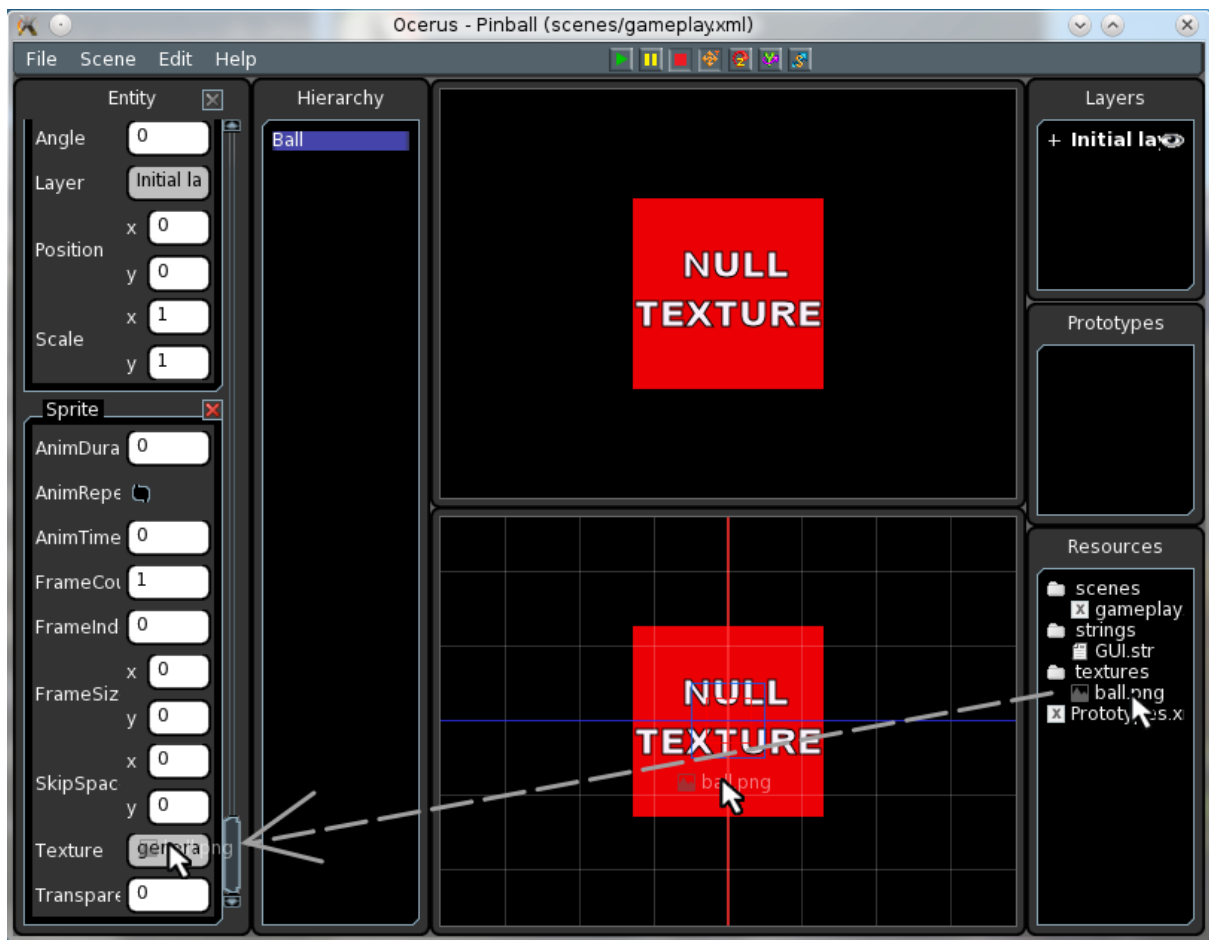 Ocerus - Pinball (scenes/gameplay.xml)
File Scene Edit Help
Entity
Angle 0
Layer Initial la
Position
x 0
y 0
Scale
x 1
y 1
Sprite
AnimDura 0
AnimRepe
AnimTime 0
FrameCou 1
FrameInd 0
FrameSiz
x 0
y 0
SkipSpac
x 0
y 0
Texture
Transpare 0
Hierarchy
Ball
NULL
TEXTURE
NULL
TEXTURE
ball.png
Layers
+ Initial lay
Prototypes
Resources
scenes
gameplay
strings
GUI.str
textures
ball.png
Prototypes.x